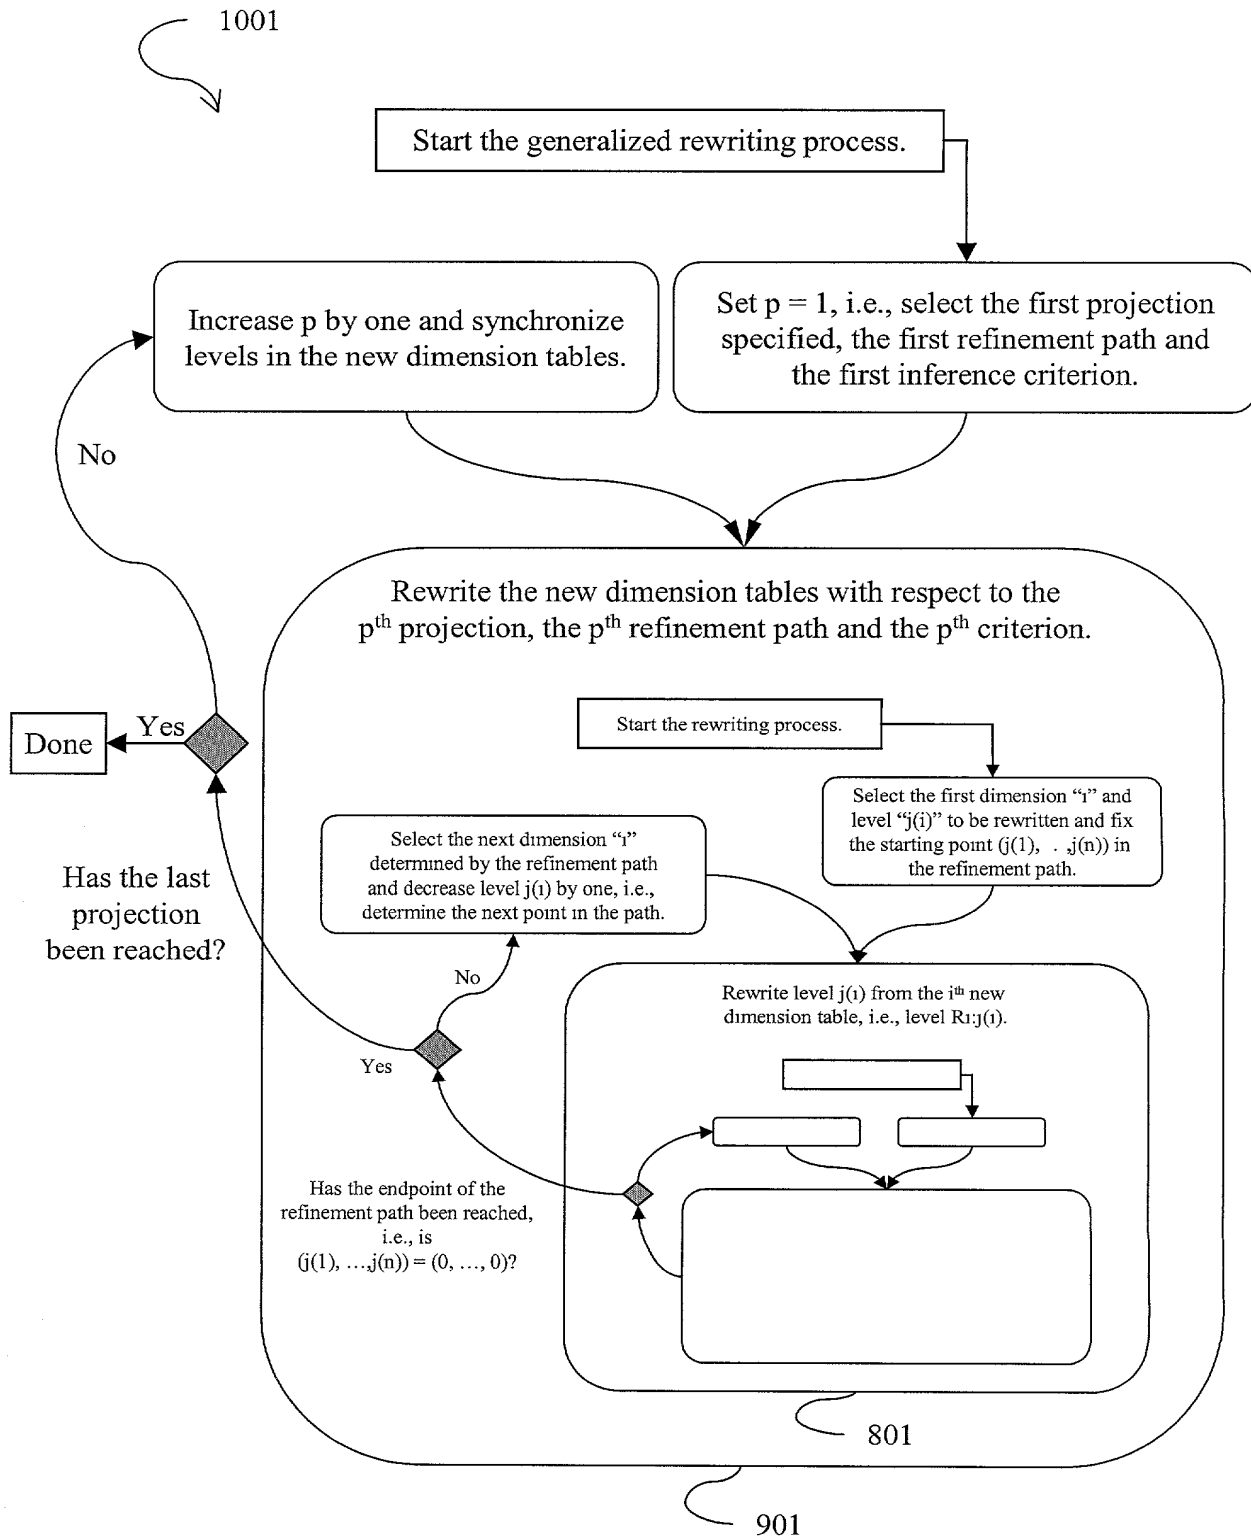 1001
Start the generalized rewriting process.
Increase p by one and synchronize
levels in the new dimension tables.
Set p = 1, i.e., select the first projection
specified, the first refinement path and
the first inference criterion.
No
Rewrite the new dimension tables with respect to the
pth projection, the pth refinement path and the pth criterion.
Done
Yes
Start the rewriting process.
Select the first dimension “ı” and
level “j(i)” to be rewritten and fix
the starting poınt (j(1), . ,j(n)) in
the refinement path.
Select the next dımension “ı”
determined by the refinement path
and decrease level j(ı) by one, i.e.,
determine the next poınt ın the path.
Has the last
projection
been reached?
No
Yes
Rewrite level j(ı) from the ith new
dımension table, i.e., level Rı:ȷ(ı).
Has the endpoint of the
refinement path been reached,
i.e., is
(j(1), …,j(n)) = (0, …, 0)?
801
901